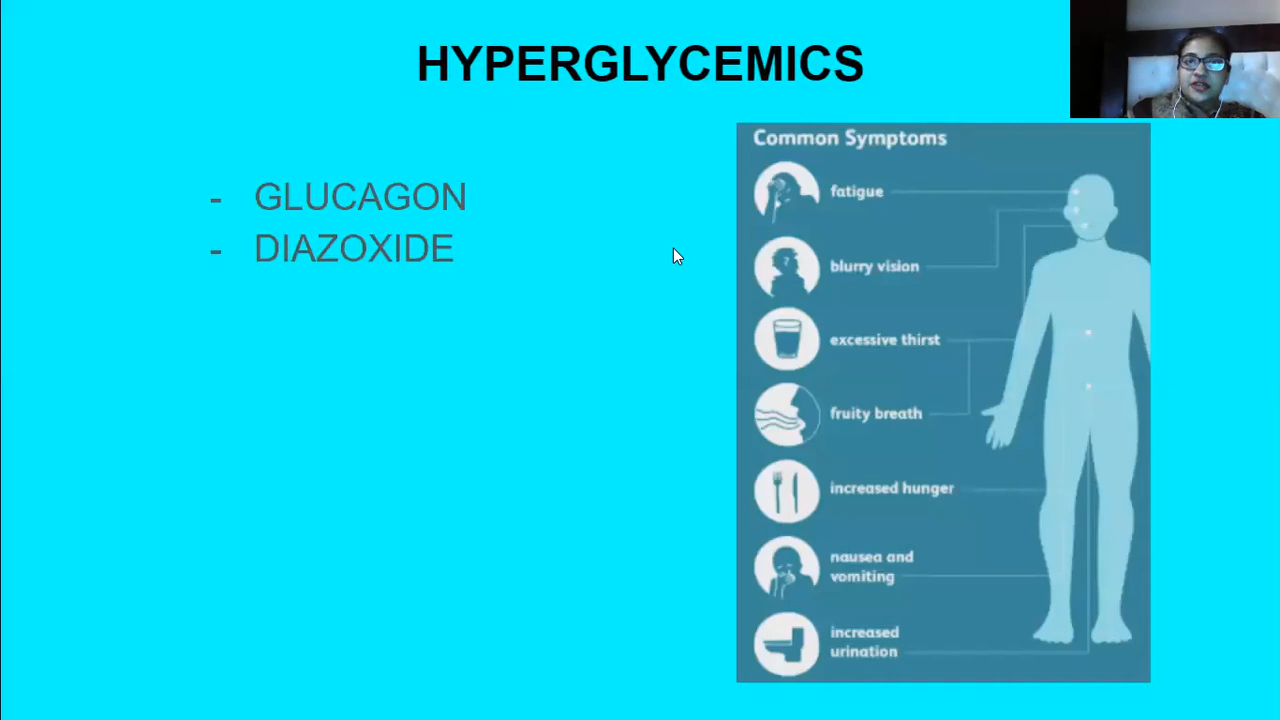 HYPERGLYCEMICS
- GLUCAGON
- DIAZOXIDE
Common Symptoms
fatigue
blurry vision
excessive thirst
fruity breath
increased hunger
nausea and
vomiting
increased
urination